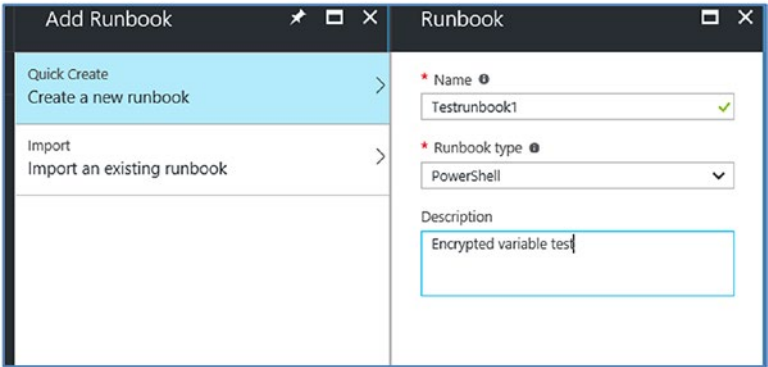 Add Runbook
Quick Create
Create a new runbook
Import
Import an existing runbook
Runbook
* Name
Testrunbook1
* Runbook type
PowerShell
Description
Encrypted variable test